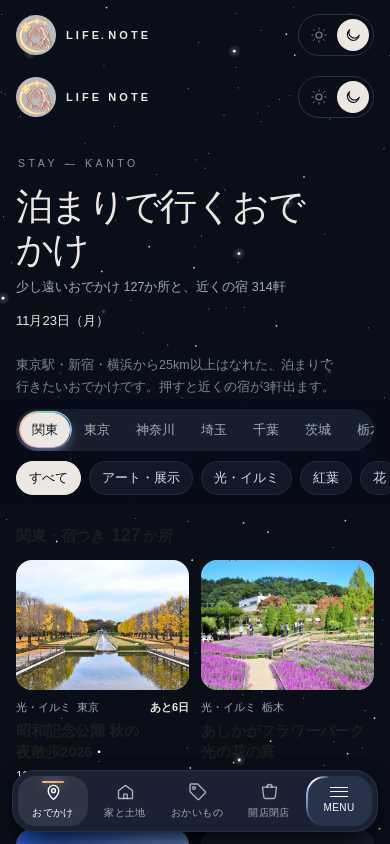 LIFE.NOTE
LIFE NOTE
STAY — KANTO
泊まりで行くおで
かけ
少し遠いおでかけ 127か所と、近くの宿 314軒
11月23日（月）
東京駅・新宿・横浜から25km以上はなれた、泊まりで
行きたいおでかけです。押すと近くの宿が3軒出ます。
関東 東京 神奈川 埼玉 千葉 茨城
すべて アート・展示 光・イルミ 紅葉 花
関東・宿つき 127か所
光・イルミ 東京 あと6日
光・イルミ 栃木
昭和記念公園 秋の
夜散歩2026
あしかがフラワーパーク
光の花の庭
おでかけ 家と土地 おかいもの 開店閉店 MENU